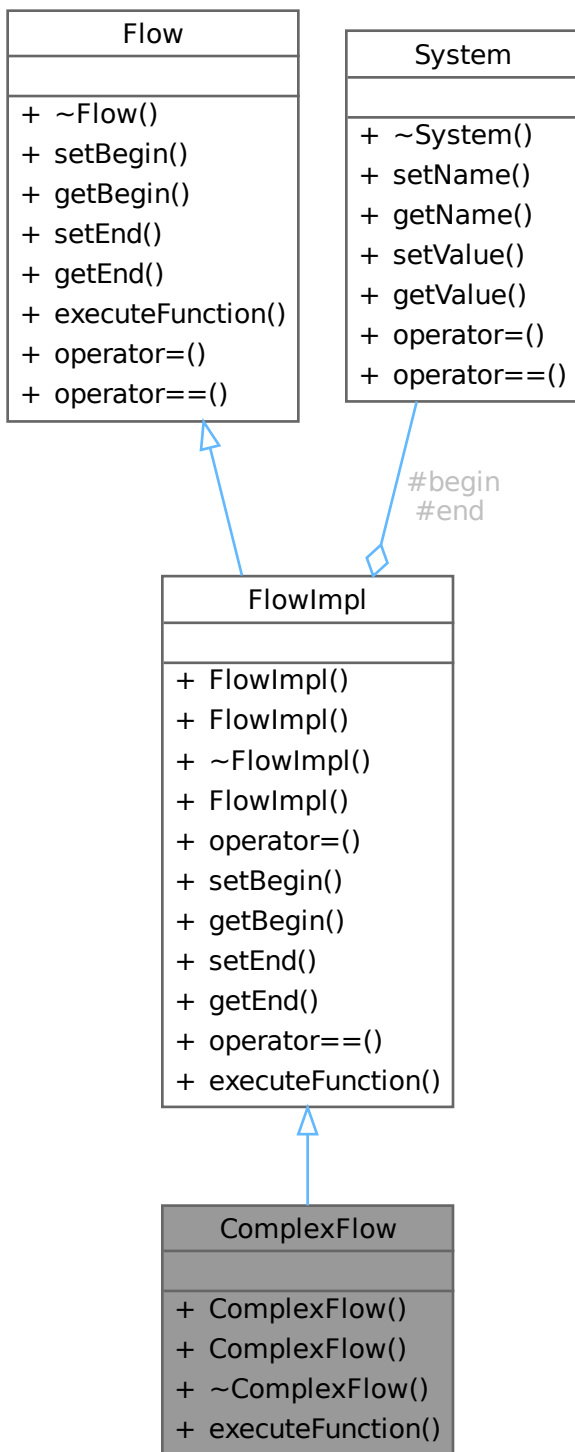 Flow
+ ~Flow()
+ setBegin()
+ getBegin()
+ setEnd()
+ getEnd()
+ executeFunction()
+ operator=()
+ operator==()
System
+ ~System()
+ setName()
+ getName()
+ setValue()
+ getValue()
+ operator=()
+ operator==()
#begin
#end
FlowImpl
+ FlowImpl()
+ FlowImpl()
+ ~FlowImpl()
+ FlowImpl()
+ operator=()
+ setBegin()
+ getBegin()
+ setEnd()
+ getEnd()
+ operator==()
+ executeFunction()
ComplexFlow
+ ComplexFlow()
+ ComplexFlow()
+ ~ComplexFlow()
+ executeFunction()